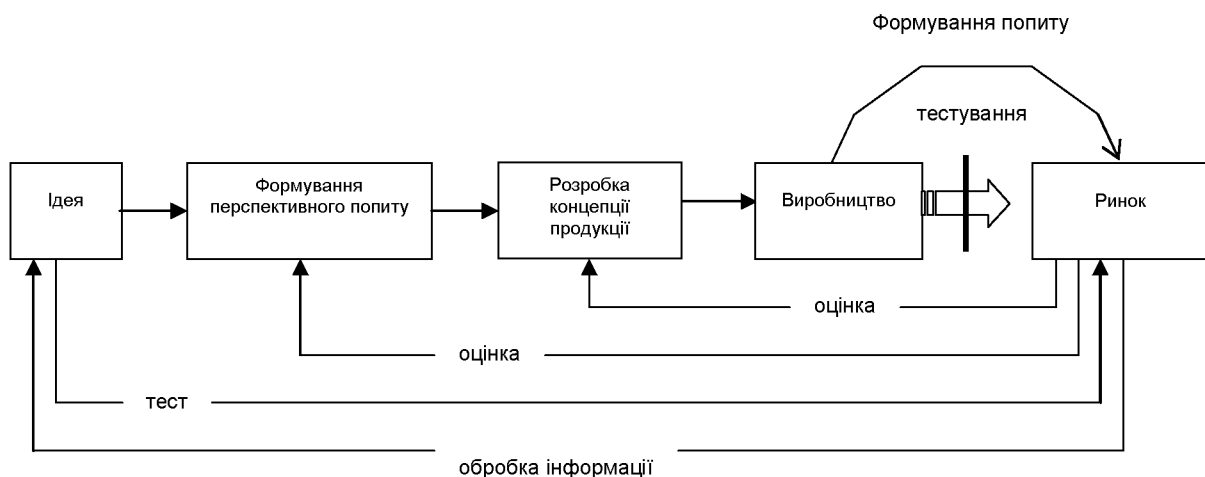 Формування попиту
тестування
Ідея
Формування
перспективного попиту
Розробка
концепції
продукції
Виробництво
Ринок
оцінка
оцінка
тест
обробка інформації